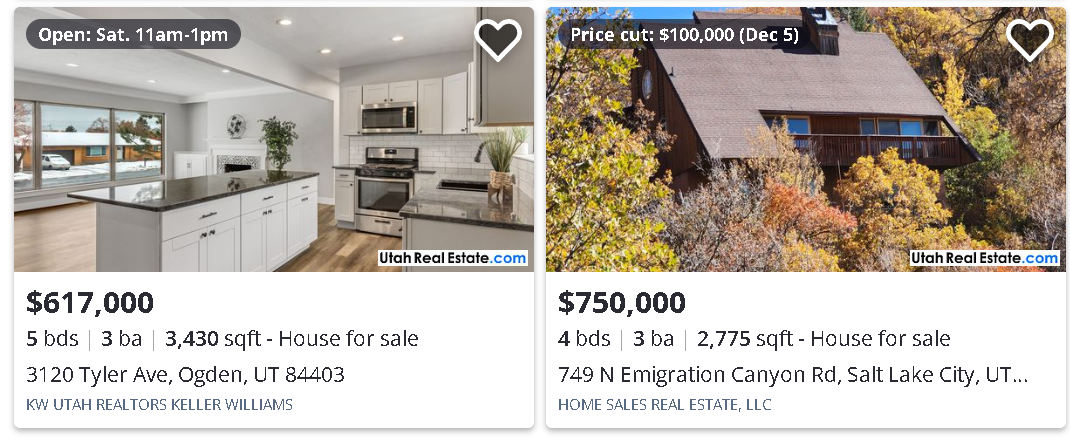 Open: Sat. 11am-1pm
Utah Real Estate.com
$617,000
5 bds | 3 ba | 3,430 sqft - House for sale
3120 Tyler Ave, Ogden, UT 84403
KW UTAH REALTORS KELLER WILLIAMS
Price cut: $100,000 (Dec 5)
Utah Real Estate.com
$750,000
4 bds | 3 ba | 2,775 sqft - House for sale
749 N Emigration Canyon Rd, Salt Lake City, UT...
HOME SALES REAL ESTATE, LLC